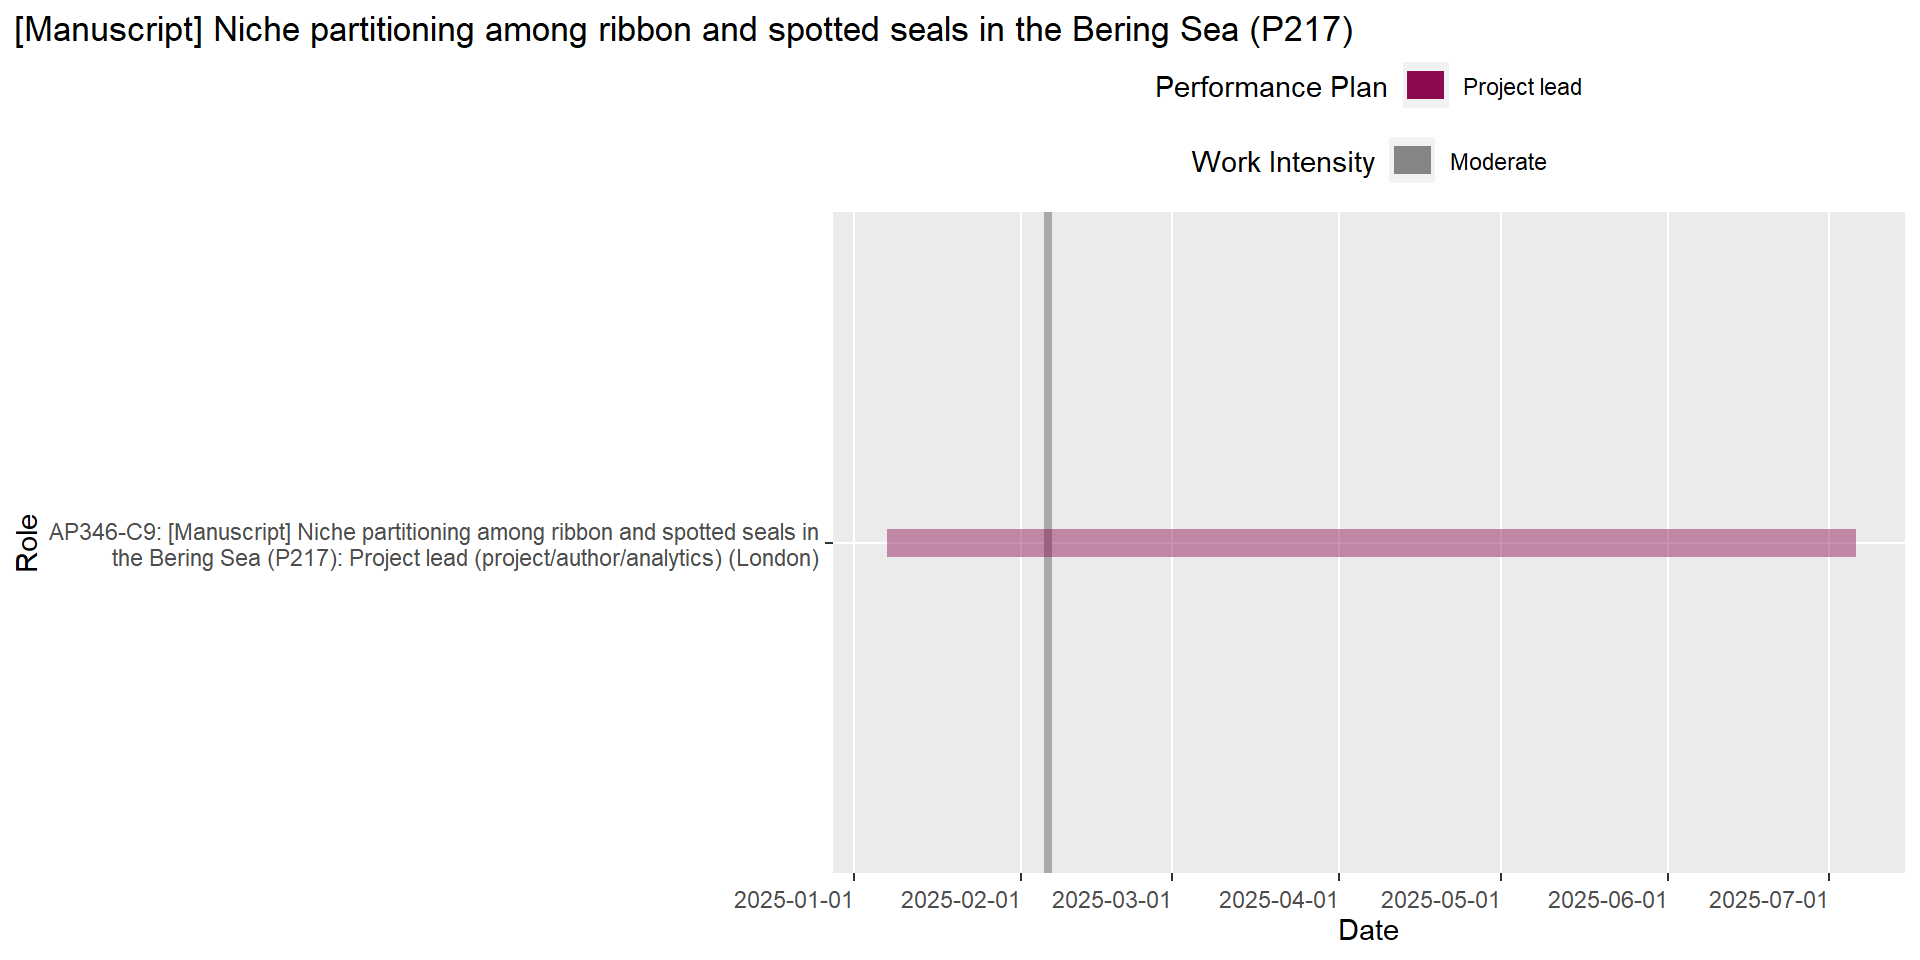 [Manuscript] Niche partitioning among ribbon and spotted seals in the Bering Sea (P217)
Performance Plan
Project lead
Work Intensity
Moderate
Role
AP346-C9: [Manuscript] Niche partitioning among ribbon and spotted seals in
the Bering Sea (P217): Project lead (project/author/analytics) (London)
2025-01-01
2025-02-01
2025-03-01
2025-04-01
2025-05-01
2025-06-01
2025-07-01
Date